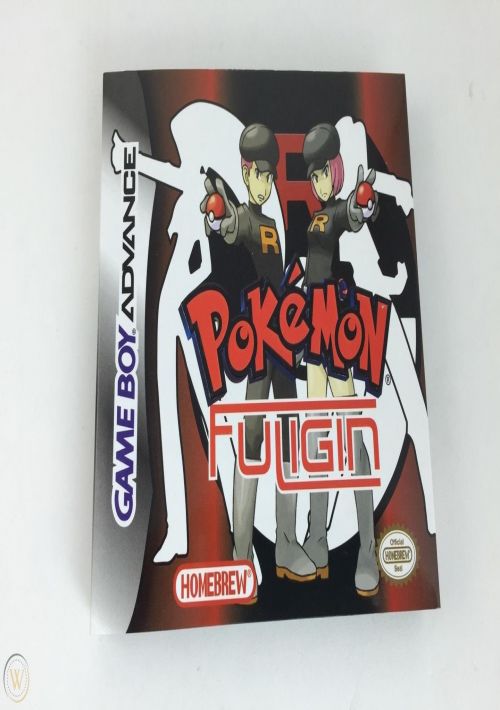 GAME BOY ADVANCE
R
R
R
POKéMON®
FULIGIN
HOMEBREW®
Official
HOMEBREW®
Seal
W